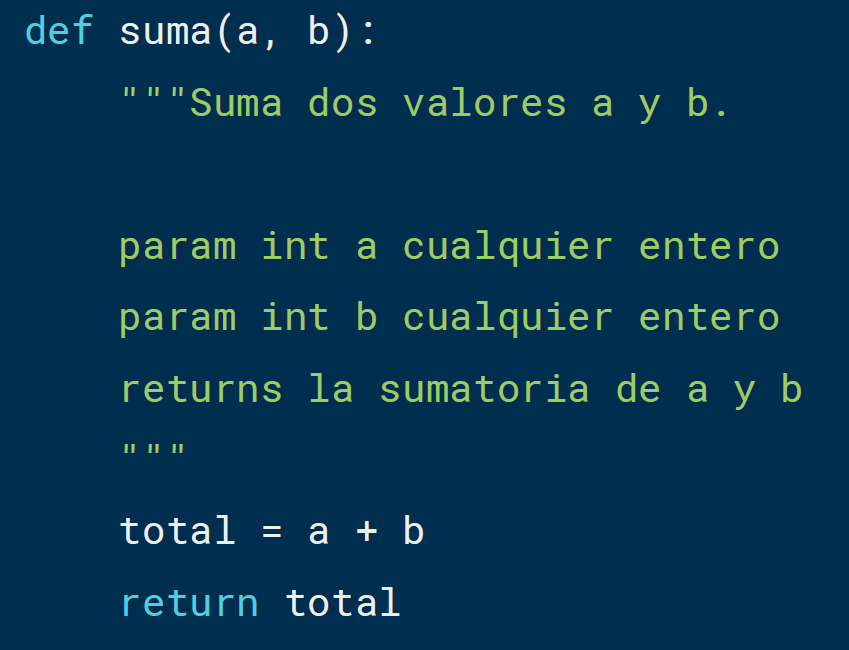 def suma(a, b):
    """Suma dos valores a y b.

    param int a cualquier entero
    param int b cualquier entero
    returns la sumatoria de a y b
    """
    total = a + b
    return total